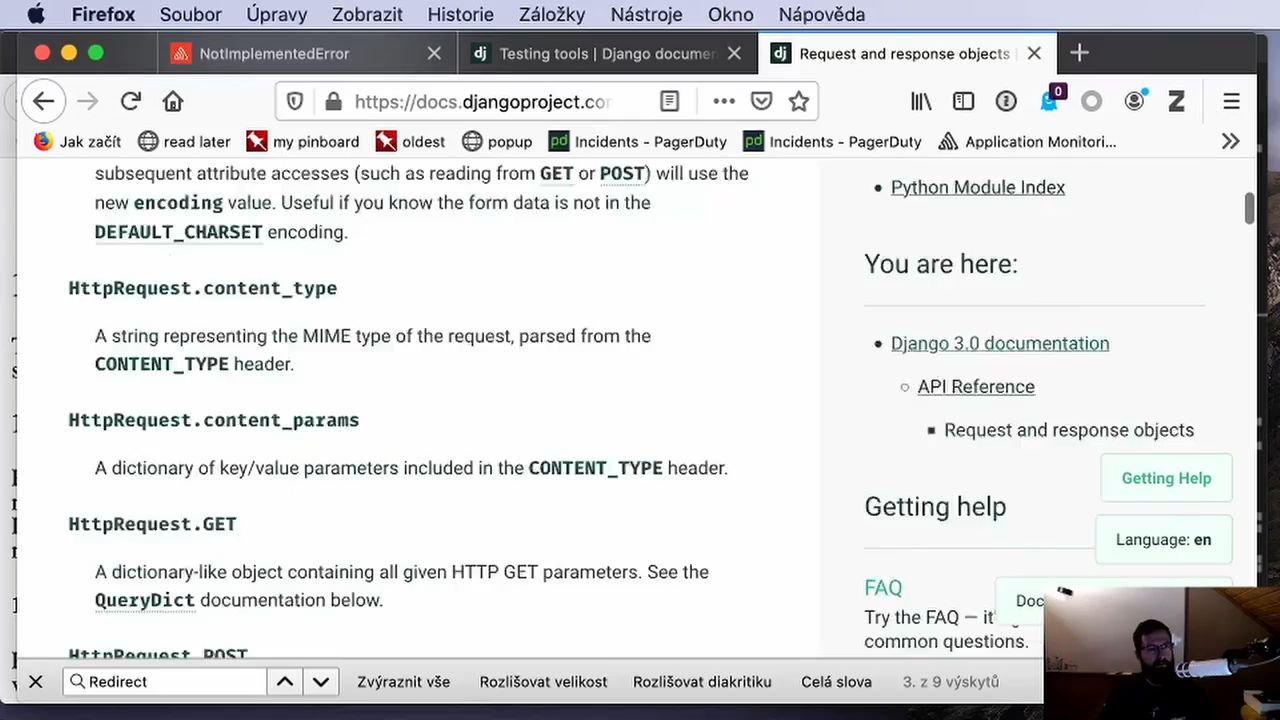 Firefox Soubor Úpravy Zobrazit Historie Záložky Nástroje Okno Nápověda
NotImplementedError
Testing tools | Django documen
Request and response objects |
https://docs.djangoproject.co
0
Jak začít read later my pinboard oldest popup Incidents - PagerDuty Incidents - PagerDuty Application Monitori...
subsequent attribute accesses (such as reading from GET or POST) will use the
new encoding value. Useful if you know the form data is not in the
DEFAULT_CHARSET encoding.
HttpRequest.content_type
A string representing the MIME type of the request, parsed from the
CONTENT_TYPE header.
HttpRequest.content_params
A dictionary of key/value parameters included in the CONTENT_TYPE header.
HttpRequest.GET
A dictionary-like object containing all given HTTP GET parameters. See the
QueryDict documentation below.
HttpRequest.POST
Python Module Index
You are here:
Django 3.0 documentation
API Reference
Request and response objects
Getting Help
Getting help
Language: en
FAQ
Doc
Try the FAQ — it'
common questions.
Redirect
Zvýraznit vše Rozlišovat velikost Rozlišovat diakritiku Celá slova 3. z 9 výskytů